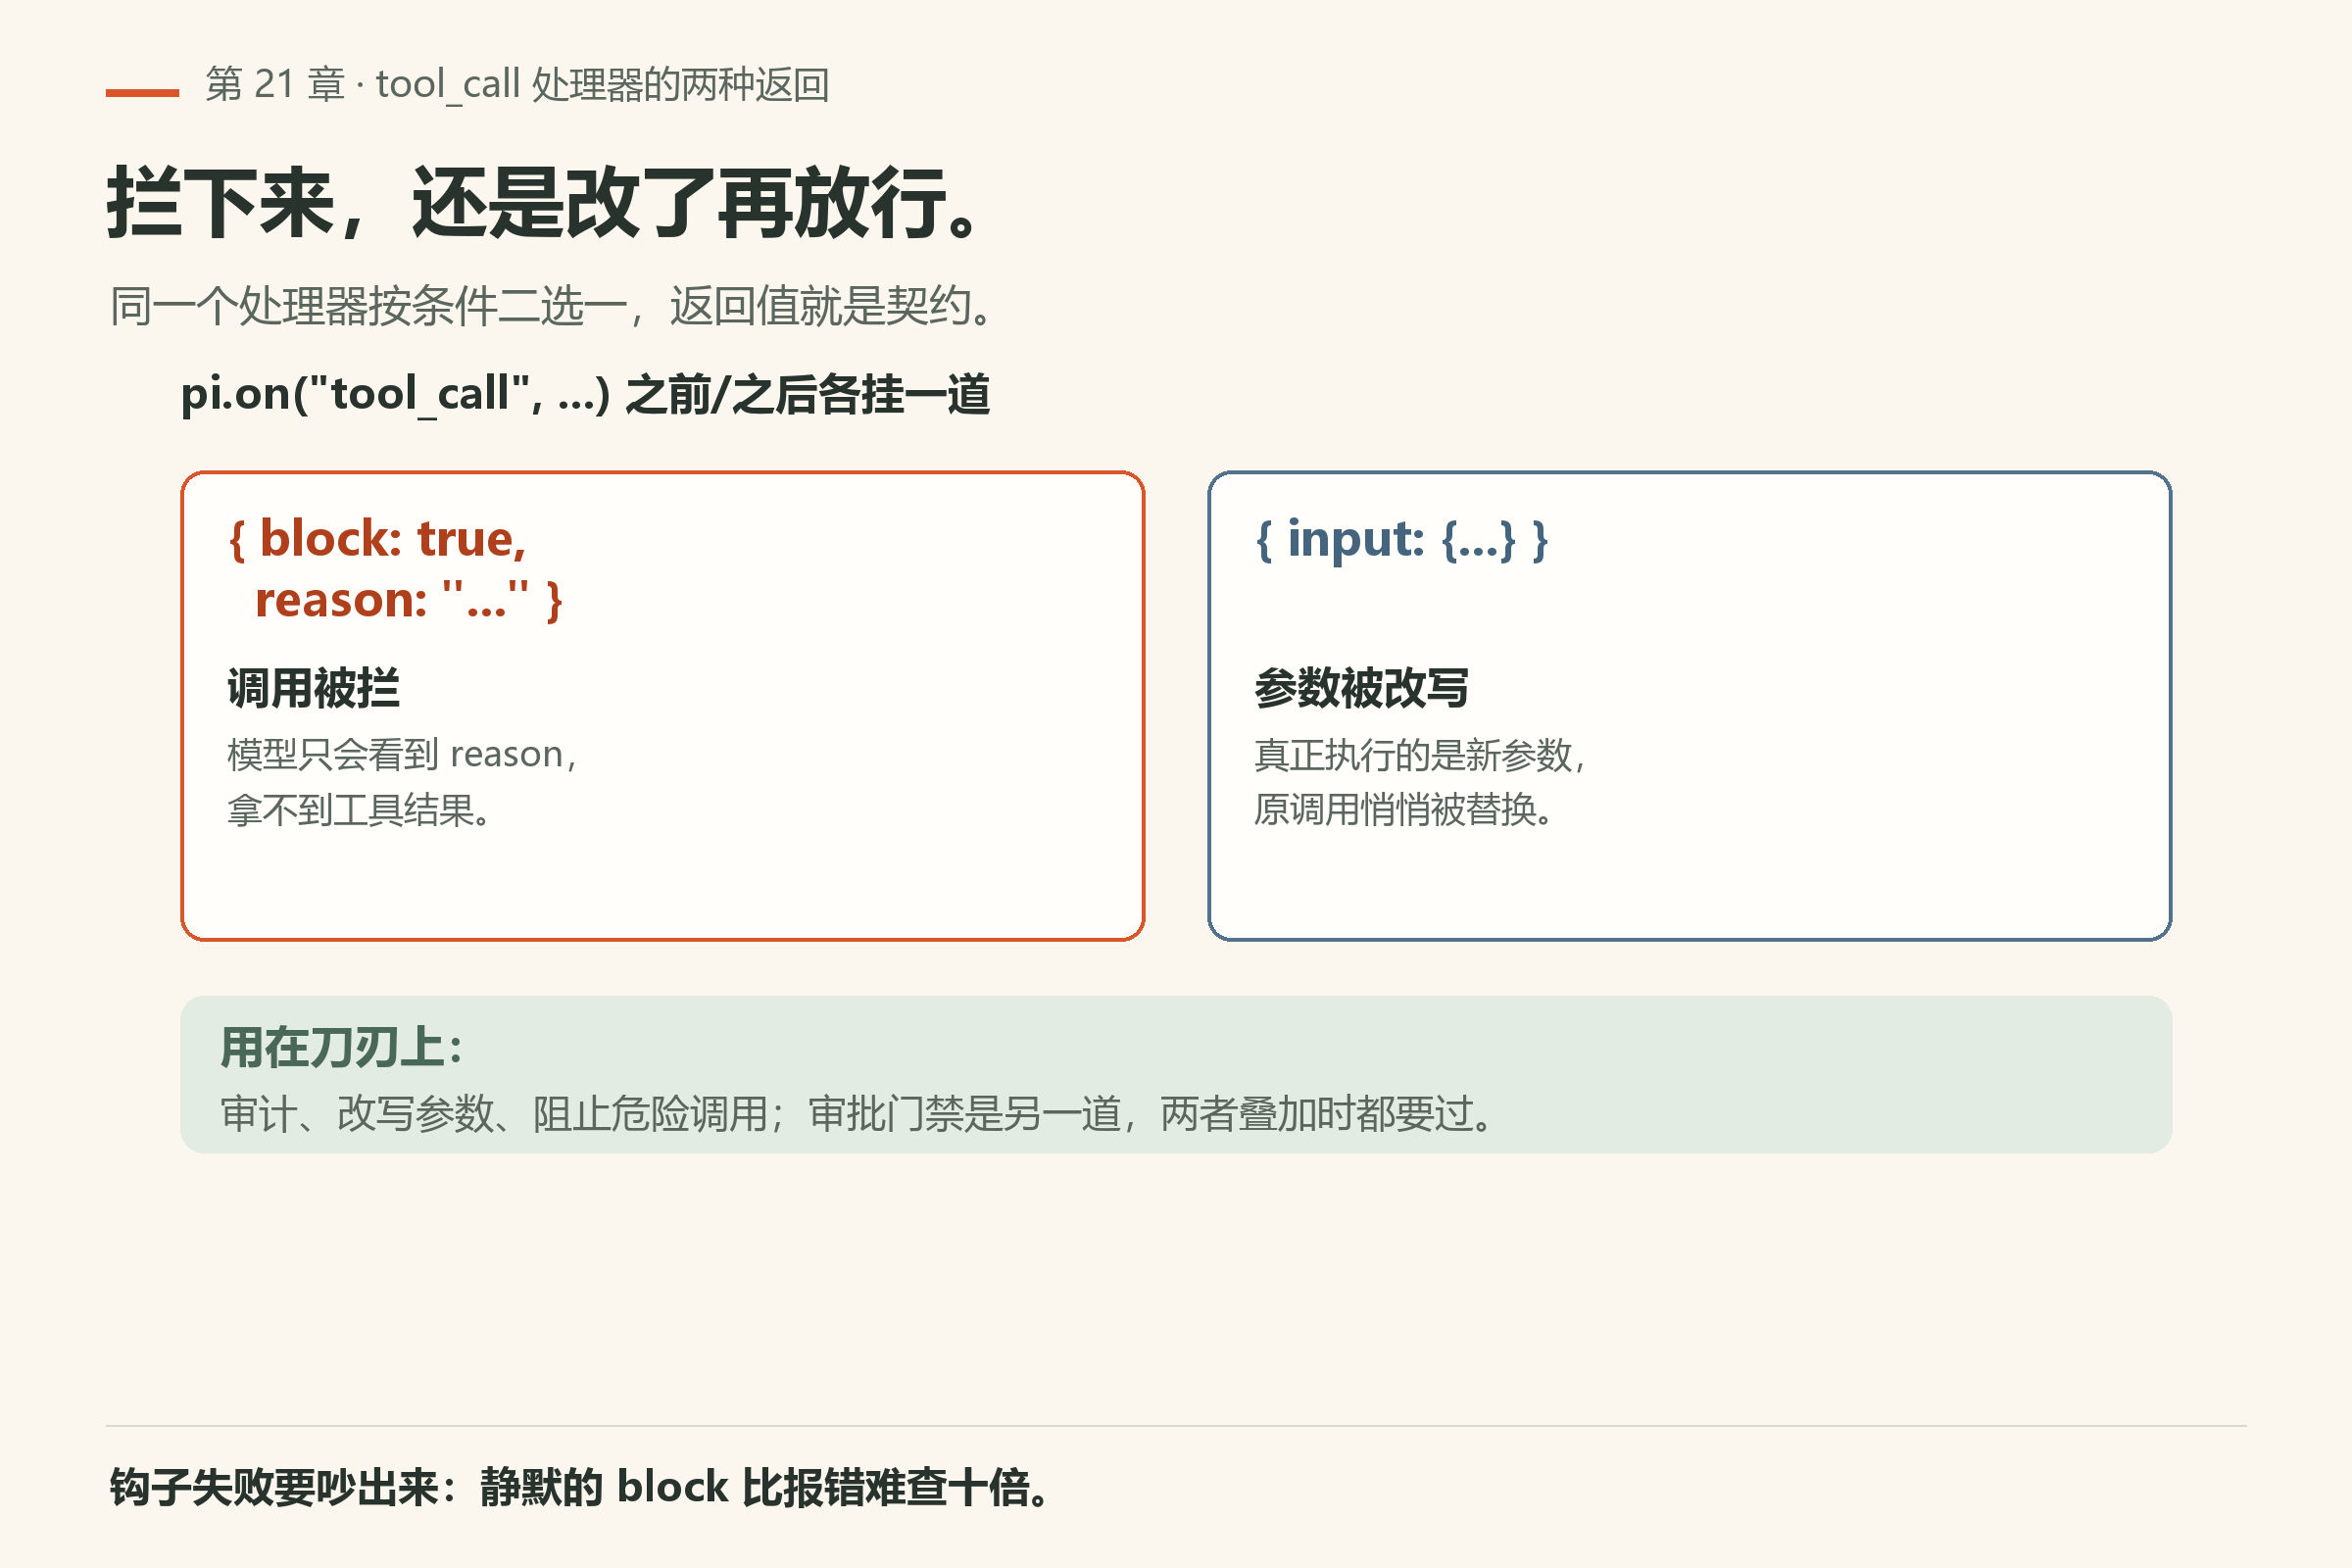 第 21 章 · tool_call 处理器的两种返回
拦下来，还是改了再放行。
同一个处理器按条件二选一，返回值就是契约。
pi.on("tool_call", …) 之前/之后各挂一道
{ block: true,
reason: "…" }
调用被拦
模型只会看到 reason，
拿不到工具结果。
{ input: {…} }
参数被改写
真正执行的是新参数，
原调用悄悄被替换。
用在刀刃上：
审计、改写参数、阻止危险调用；审批门禁是另一道，两者叠加时都要过。
钩子失败要吵出来：静默的 block 比报错难查十倍。